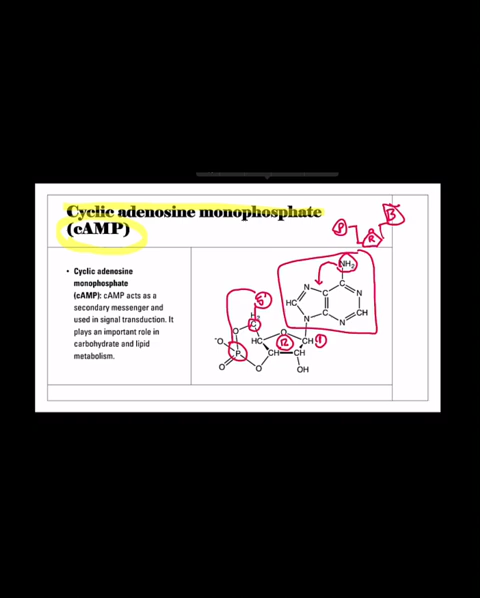 Cyclic adenosine monophosphate
(cAMP)
P
R
B
• Cyclic adenosine
monophosphate
(cAMP): cAMP acts as a
secondary messenger and
used in signal transduction. It
plays an important role in
carbohydrate and lipid
metabolism.
NH₂
C
N
C
N
HC
CH
N
C
N
5'
O
O
⁻O
HC
R
CH
1
P
CH
CH
O
O
OH